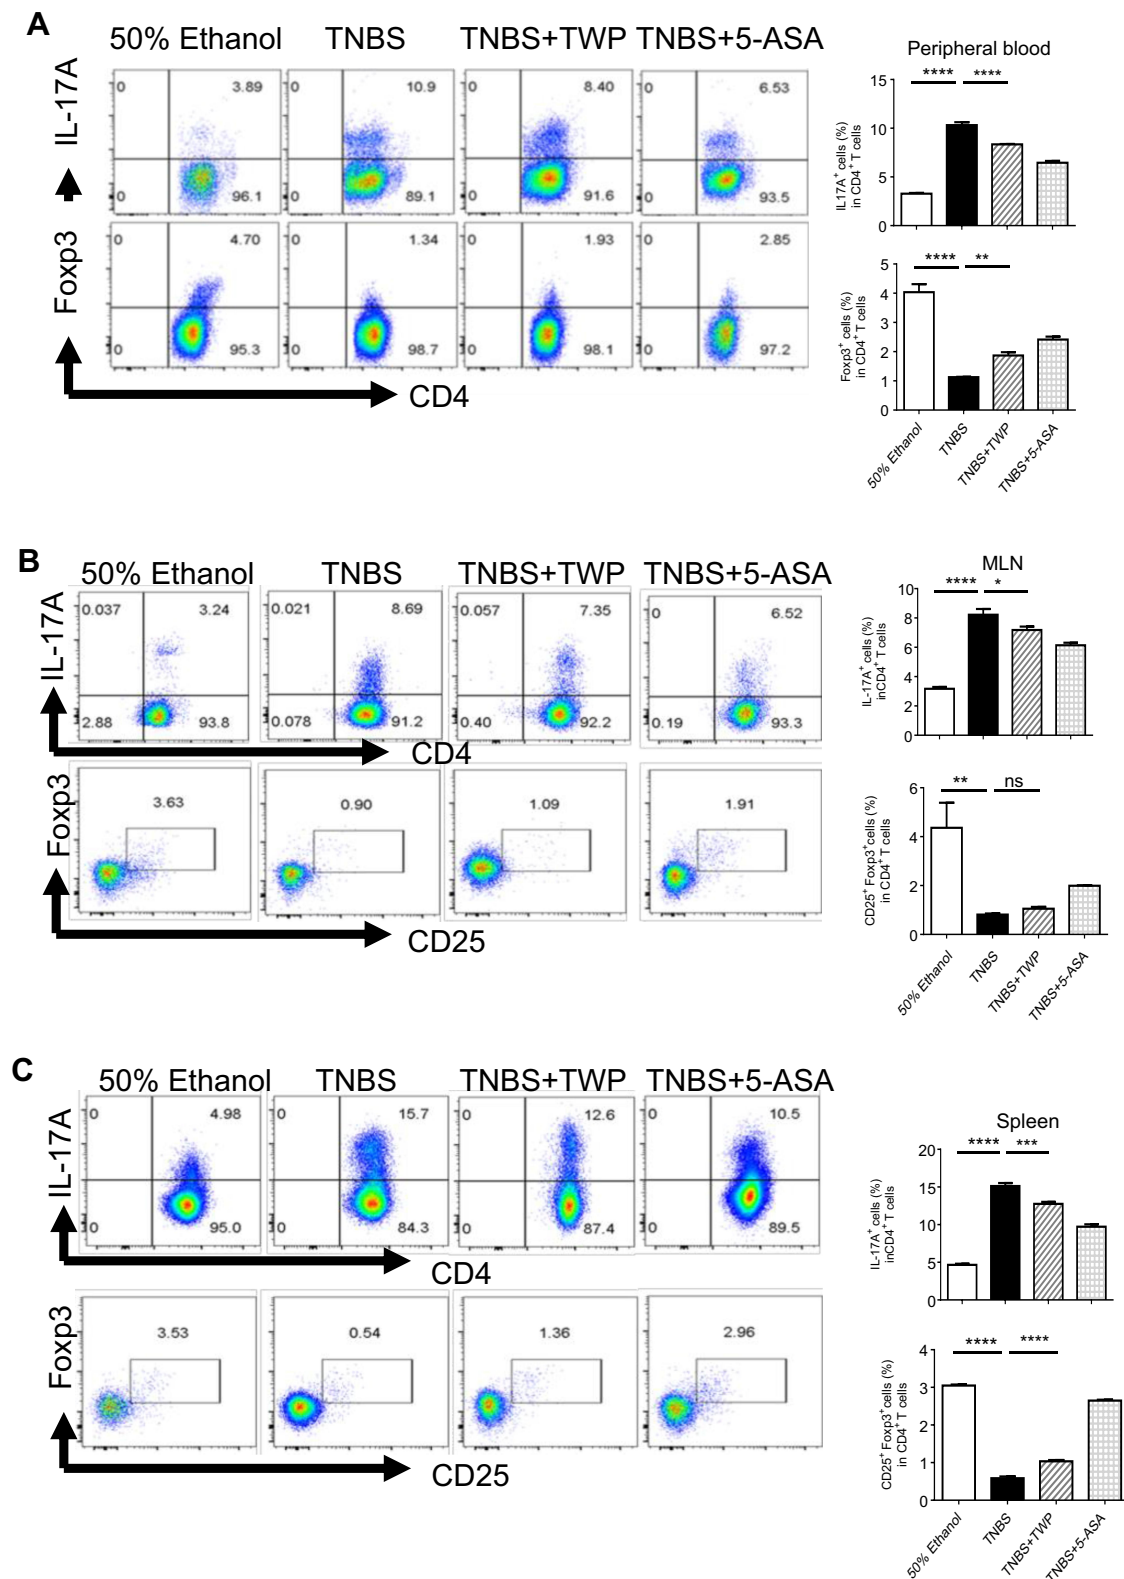 A
50% Ethanol TNBS TNBS+TWP TNBS+5-ASA
IL-17A
0 3.89 0 10.9 0 8.40 0 6.53
0 96.1 0 89.1 0 91.6 0 93.5
Foxp3
0 4.70 0 1.34 0 1.93 0 2.85
0 95.3 0 98.7 0 98.1 0 97.2
CD4
Peripheral blood
**** ****
15
10
5
0
IL17A+ cells (%)
in CD4+ T cells
**** **
5
4
3
2
1
0
Foxp3+ cells (%)
in CD4+ T cells
50% Ethanol
TNBS
TNBS+TWP
TNBS+5-ASA
B
50% Ethanol TNBS TNBS+TWP TNBS+5-ASA
IL-17A
0.037 3.24 0.021 8.69 0.057 7.35 0 6.52
2.88 93.8 0.078 91.2 0.40 92.2 0.19 93.3
CD4
Foxp3
3.63 0.90 1.09 1.91
CD25
MLN
**** *
10
8
6
4
2
0
IL-17A+ cells (%)
inCD4+ T cells
** ns
6
4
2
0
CD25+ Foxp3+cells (%)
in CD4+ T cells
50% Ethanol
TNBS
TNBS+TWP
TNBS+5-ASA
C
50% Ethanol TNBS TNBS+TWP TNBS+5-ASA
IL-17A
0 4.98 0 15.7 0 12.6 0 10.5
0 95.0 0 84.3 0 87.4 0 89.5
CD4
Foxp3
3.53 0.54 1.36 2.96
CD25
Spleen
**** ***
20
15
10
5
0
IL-17A+ cells (%)
inCD4+ T cells
**** ****
4
3
2
1
0
CD25+ Foxp3+cells (%)
in CD4+ T cells
50% Ethanol
TNBS
TNBS+TWP
TNBS+5-ASA